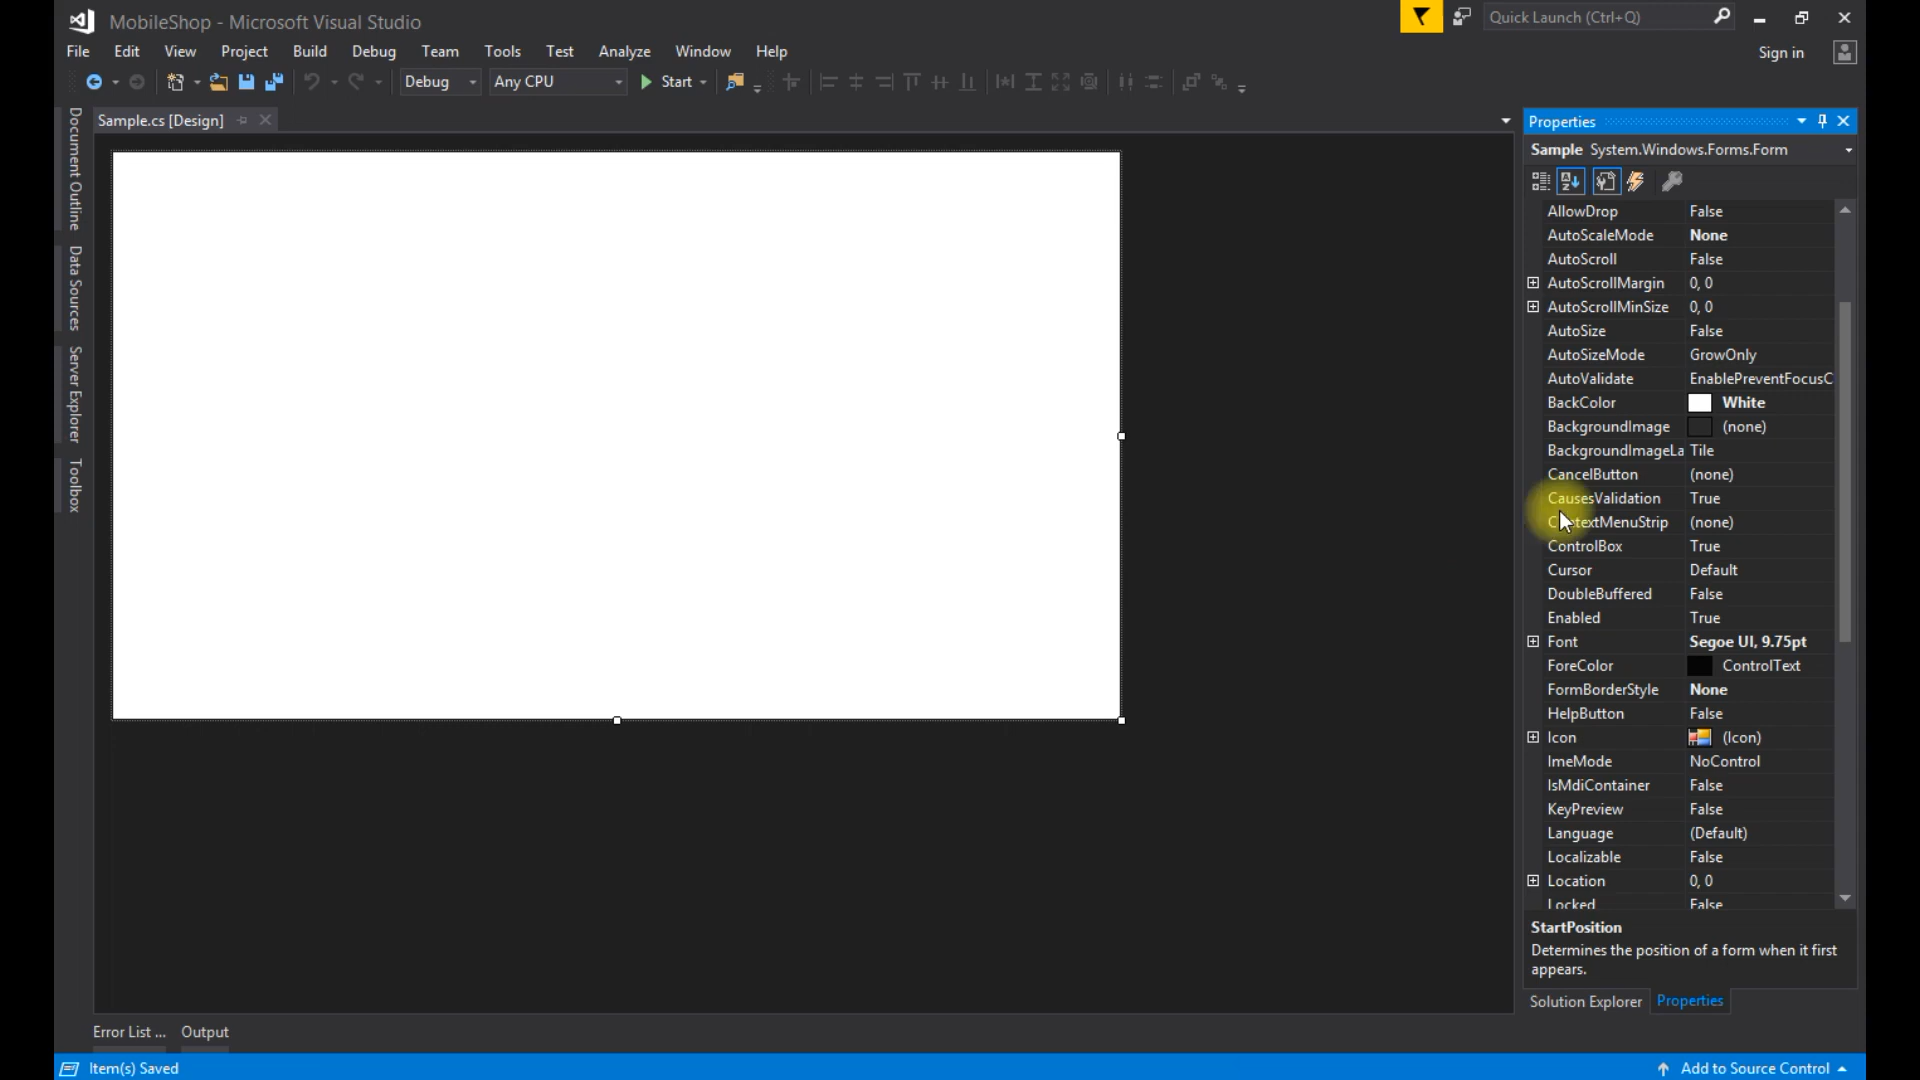 MobileShop - Microsoft Visual Studio
Quick Launch (Ctrl+Q)
File Edit View Project Build Debug Team Tools Test Analyze Window Help
Sign in
Debug Any CPU Start
Sample.cs [Design]
Document Outline
Data Sources
Server Explorer
Toolbox
Properties
Sample System.Windows.Forms.Form
AllowDrop False
AutoScaleMode None
AutoScroll False
AutoScrollMargin 0, 0
AutoScrollMinSize 0, 0
AutoSize False
AutoSizeMode GrowOnly
AutoValidate EnablePreventFocusC
BackColor White
BackgroundImage (none)
BackgroundImageLa Tile
CancelButton (none)
CausesValidation True
ContextMenuStrip (none)
ControlBox True
Cursor Default
DoubleBuffered False
Enabled True
Font Segoe UI, 9.75pt
ForeColor ControlText
FormBorderStyle None
HelpButton False
Icon (Icon)
ImeMode NoControl
IsMdiContainer False
KeyPreview False
Language (Default)
Localizable False
Location 0, 0
Locked False
StartPosition
Determines the position of a form when it first
appears.
Solution Explorer Properties
Error List ... Output
Item(s) Saved
Add to Source Control